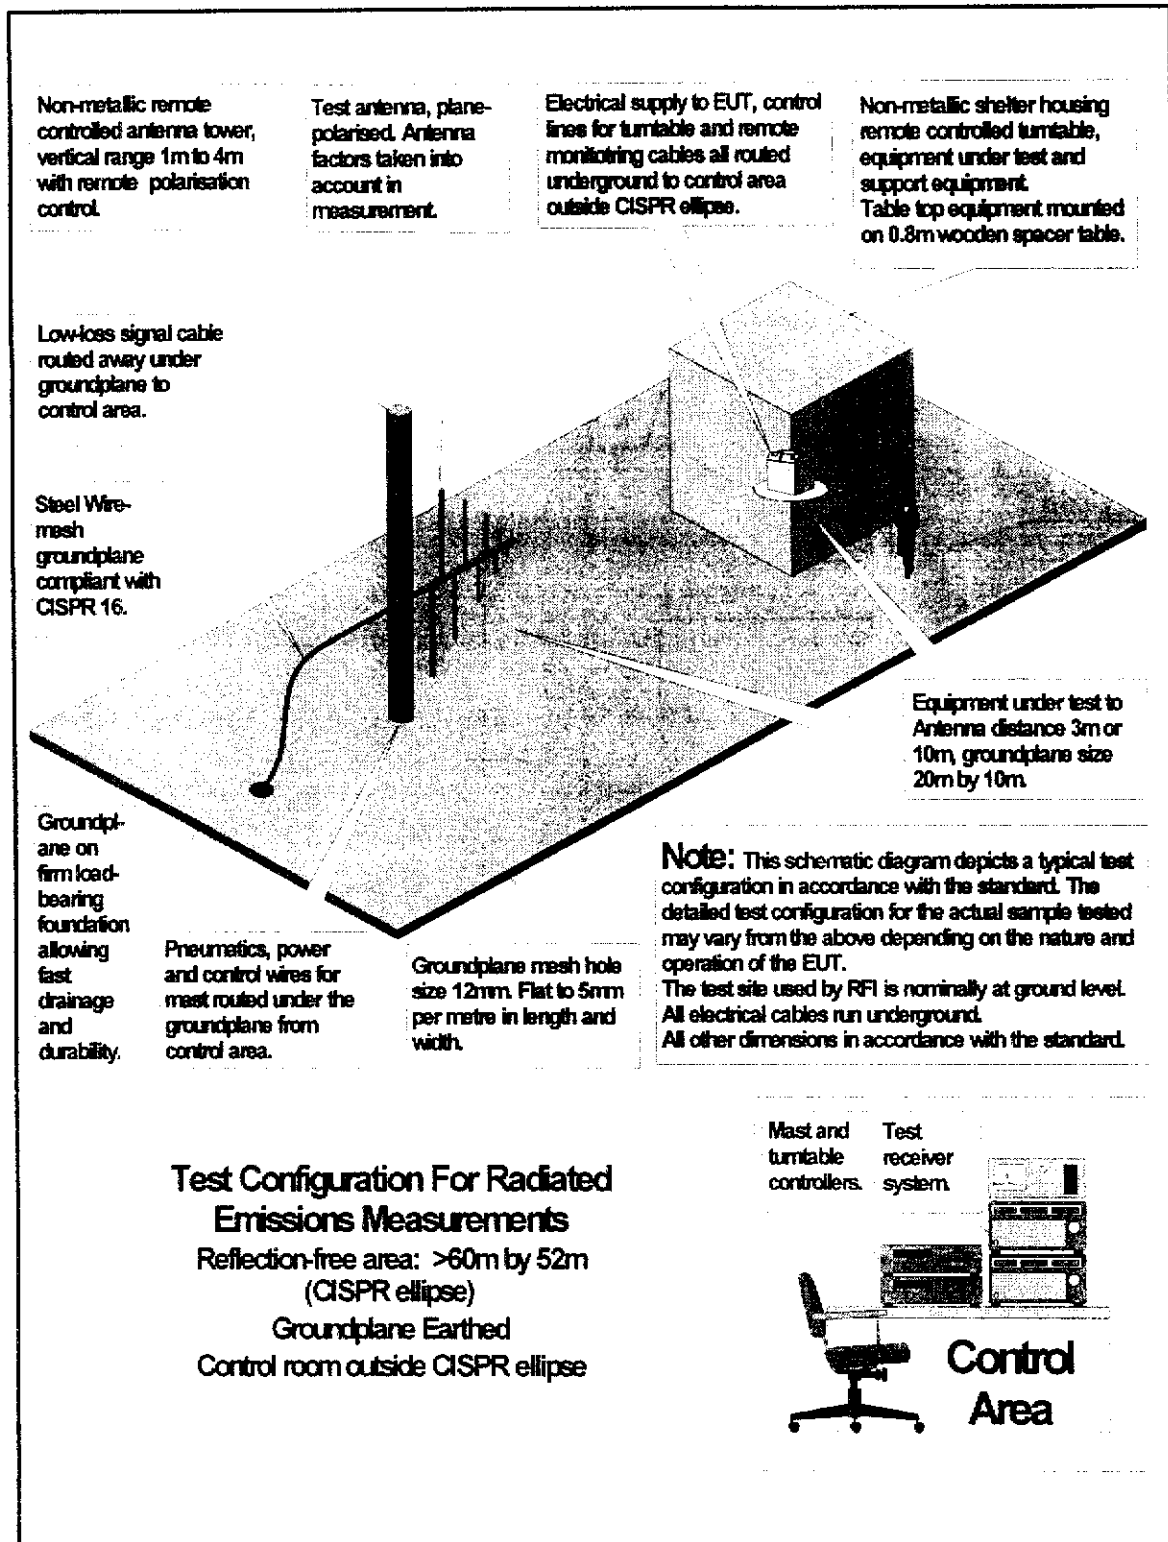 Non-metallic remote
controlled antenna tower,
vertical range 1m to 4m
with remote polarisation
control.
Test antenna, plane-
polarised. Antenna
factors taken into
account in
measurement.
Electrical supply to EUT, control
lines for turntable and remote
monitotring cables all routed
underground to control area
outside CISPR ellipse.
Non-metallic shelter housing
remote controlled turntable,
equipment under test and
support equipment.
Table top equipment mounted
on 0.8m wooden spacer table.
Low-loss signal cable
routed away under
groundplane to
control area.
Steel Wire-
mesh
groundplane
compliant with
CISPR 16.
Equipment under test to
Antenna distance 3m or
10m, groundplane size
20m by 10m.
Groundpl-
ane on
firm load-
bearing
foundation
allowing
fast
drainage
and
durability.
Pneumatics, power
and control wires for
mast routed under the
groundplane from
control area.
Groundplane mesh hole
size 12mm. Flat to 5mm
per metre in length and
width.
Note: This schematic diagram depicts a typical test
configuration in accordance with the standard. The
detailed test configuration for the actual sample tested
may vary from the above depending on the nature and
operation of the EUT.
The test site used by RFI is nominally at ground level.
All electrical cables run underground.
All other dimensions in accordance with the standard.
Test Configuration For Radiated
Emissions Measurements
Reflection-free area: >60m by 52m
(CISPR ellipse)
Groundplane Earthed
Control room outside CISPR ellipse
Mast and
turntable
controllers.
Test
receiver
system.
Control
Area